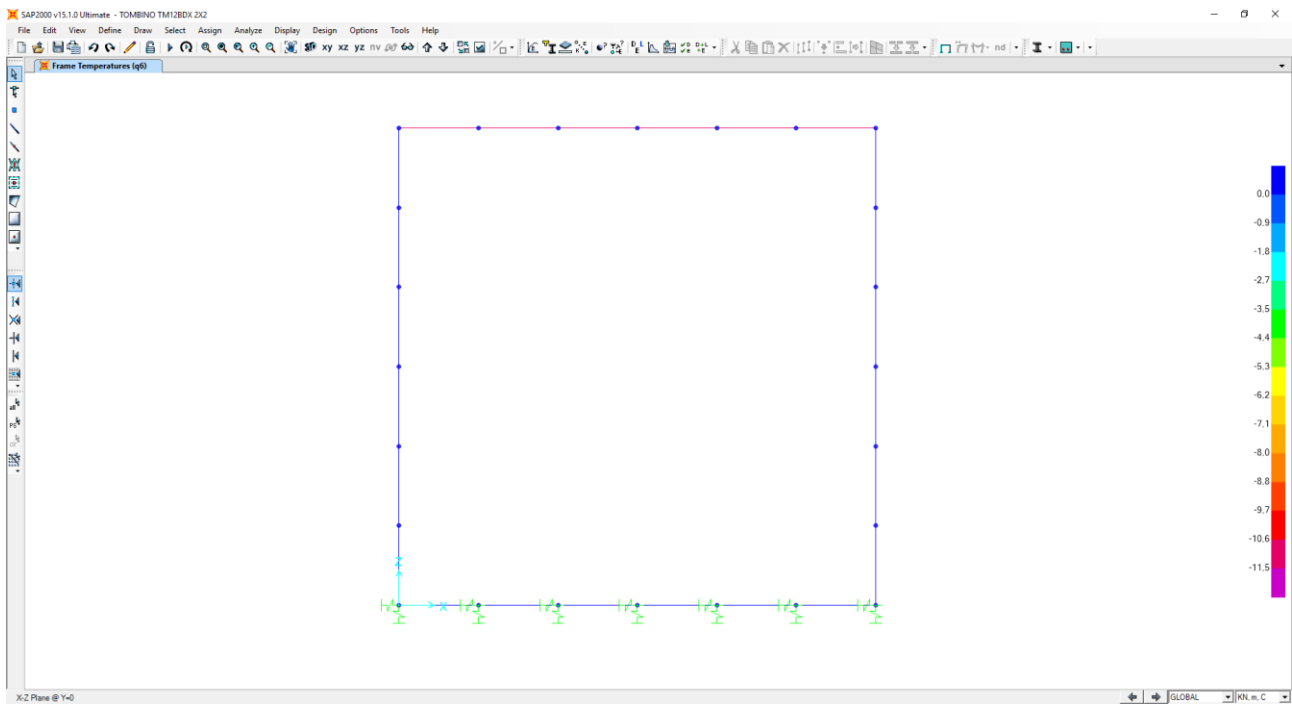 SAP2000 v15.1.0 Ultimate - TOMBINO TM12BDX 2X2
File Edit View Define Draw Select Assign Analyze Display Design Options Tools Help
xy xz yz nv nd
Frame Temperatures (q6)
0.0
-0.9
-1.8
-2.7
-3.5
-4.4
-5.3
-6.2
-7.1
-8.0
-8.8
-9.7
-10.6
-11.5
Z
X
X-Z Plane @ Y=0
GLOBAL
KN, m, C